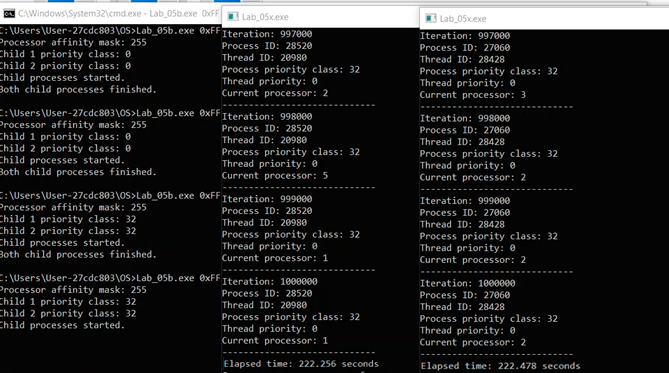 C:\Windows\System32\cmd.exe - Lab_05b.exe 0xFF
C:\Users\User-27cdc803\OS>Lab_05b.exe 0xFF
Processor affinity mask: 255
Child 1 priority class: 0
Child 2 priority class: 0
Child processes started.
Both child processes finished.
C:\Users\User-27cdc803\OS>Lab_05b.exe 0xFF
Processor affinity mask: 255
Child 1 priority class: 0
Child 2 priority class: 0
Child processes started.
Both child processes finished.
C:\Users\User-27cdc803\OS>Lab_05b.exe 0xFF
Processor affinity mask: 255
Child 1 priority class: 32
Child 2 priority class: 32
Child processes started.
Both child processes finished.
C:\Users\User-27cdc803\OS>Lab_05b.exe 0xFF
Processor affinity mask: 255
Child 1 priority class: 32
Child 2 priority class: 32
Child processes started.
Lab_05x.exe
Iteration: 997000
Process ID: 28520
Thread ID: 20980
Process priority class: 32
Thread priority: 0
Current processor: 2
-----------------------------
Iteration: 998000
Process ID: 28520
Thread ID: 20980
Process priority class: 32
Thread priority: 0
Current processor: 5
-----------------------------
Iteration: 999000
Process ID: 28520
Thread ID: 20980
Process priority class: 32
Thread priority: 0
Current processor: 1
-----------------------------
Iteration: 1000000
Process ID: 28520
Thread ID: 20980
Process priority class: 32
Thread priority: 0
Current processor: 1
-----------------------------
Elapsed time: 222.256 seconds
Lab_05x.exe
Iteration: 997000
Process ID: 27060
Thread ID: 28428
Process priority class: 32
Thread priority: 0
Current processor: 3
-----------------------------
Iteration: 998000
Process ID: 27060
Thread ID: 28428
Process priority class: 32
Thread priority: 0
Current processor: 2
-----------------------------
Iteration: 999000
Process ID: 27060
Thread ID: 28428
Process priority class: 32
Thread priority: 0
Current processor: 2
-----------------------------
Iteration: 1000000
Process ID: 27060
Thread ID: 28428
Process priority class: 32
Thread priority: 0
Current processor: 2
-----------------------------
Elapsed time: 222.478 seconds